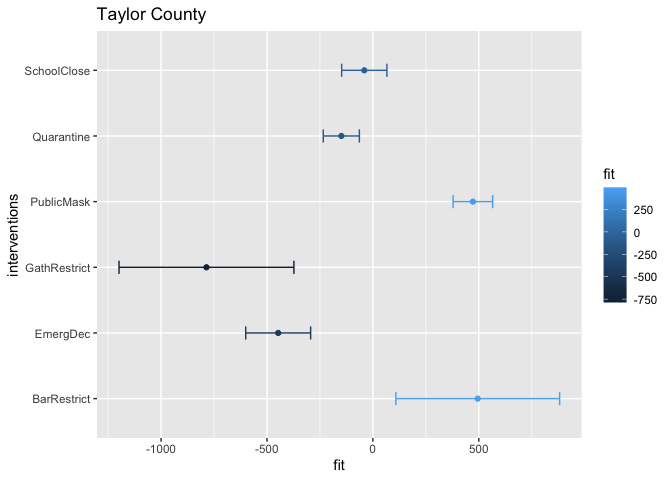 Taylor County
interventions
SchoolClose
Quarantine
PublicMask
GathRestrict
EmergDec
BarRestrict
-1000 -500 0 500
fit
fit
250
0
-250
-500
-750